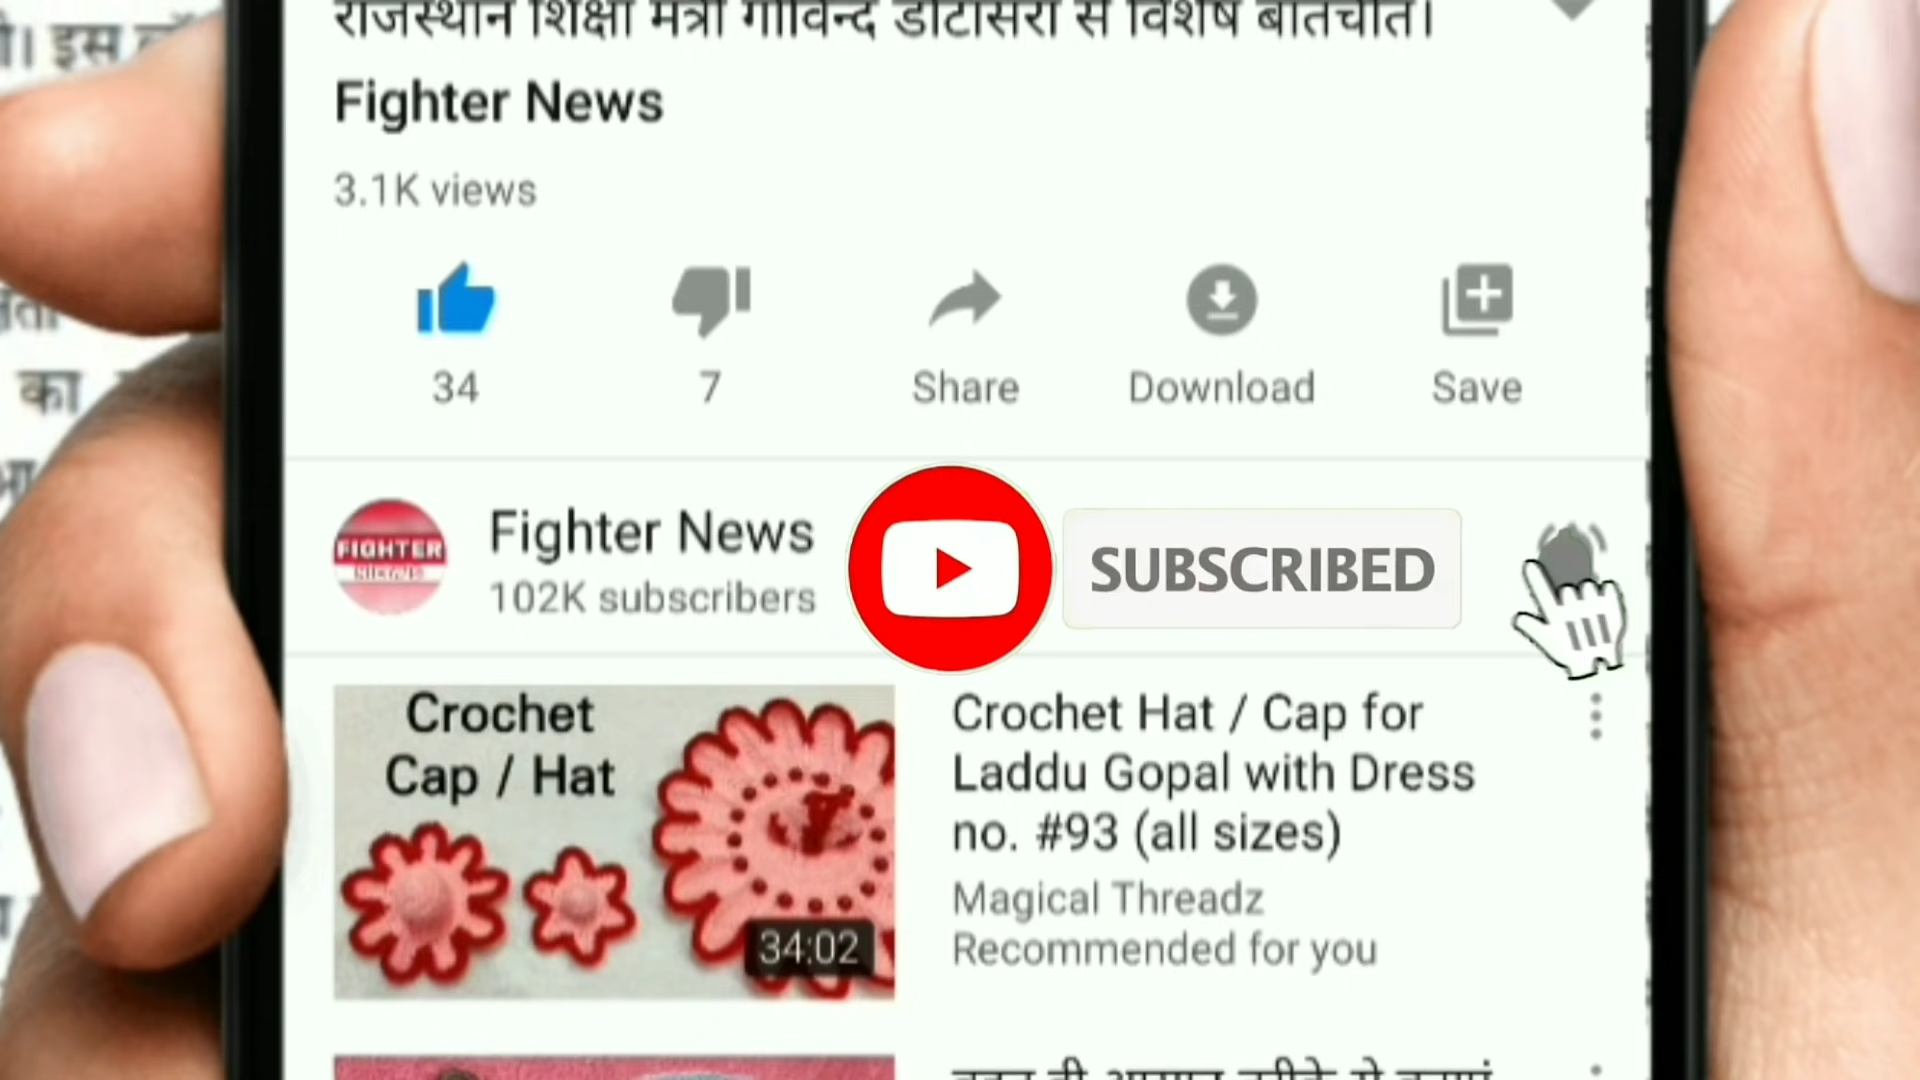 राजस्थान शिक्षा मंत्री गोविन्द डोटासरा से विशेष बातचीत।
Fighter News
3.1K views
34
7
Share
Download
Save
Fighter News
102K subscribers
FIGHTER
SUBSCRIBED
Crochet
Cap / Hat
34:02
Crochet Hat / Cap for
Laddu Gopal with Dress
no. #93 (all sizes)
Magical Threadz
Recommended for you
। इस
का